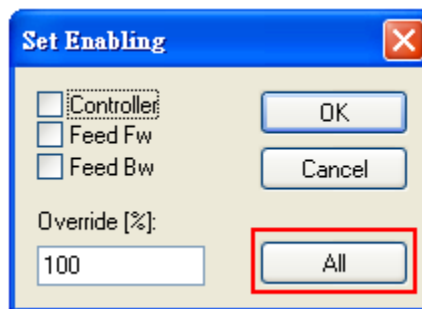 Set Enabling
Controller
OK
Feed Fw
Feed Bw
Cancel
Override [%]:
100
All